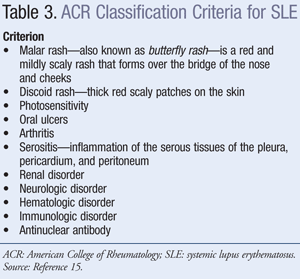 Table 3. ACR Classification Criteria for SLE
Criterion
• Malar rash—also known as butterfly rash—is a red and
mildly scaly rash that forms over the bridge of the nose
and cheeks
• Discoid rash—thick red scaly patches on the skin
• Photosensitivity
• Oral ulcers
• Arthritis
• Serositis—inflammation of the serous tissues of the pleura,
pericardium, and peritoneum
• Renal disorder
• Neurologic disorder
• Hematologic disorder
• Immunologic disorder
• Antinuclear antibody
ACR: American College of Rheumatology; SLE: systemic lupus erythematosus.
Source: Reference 15.